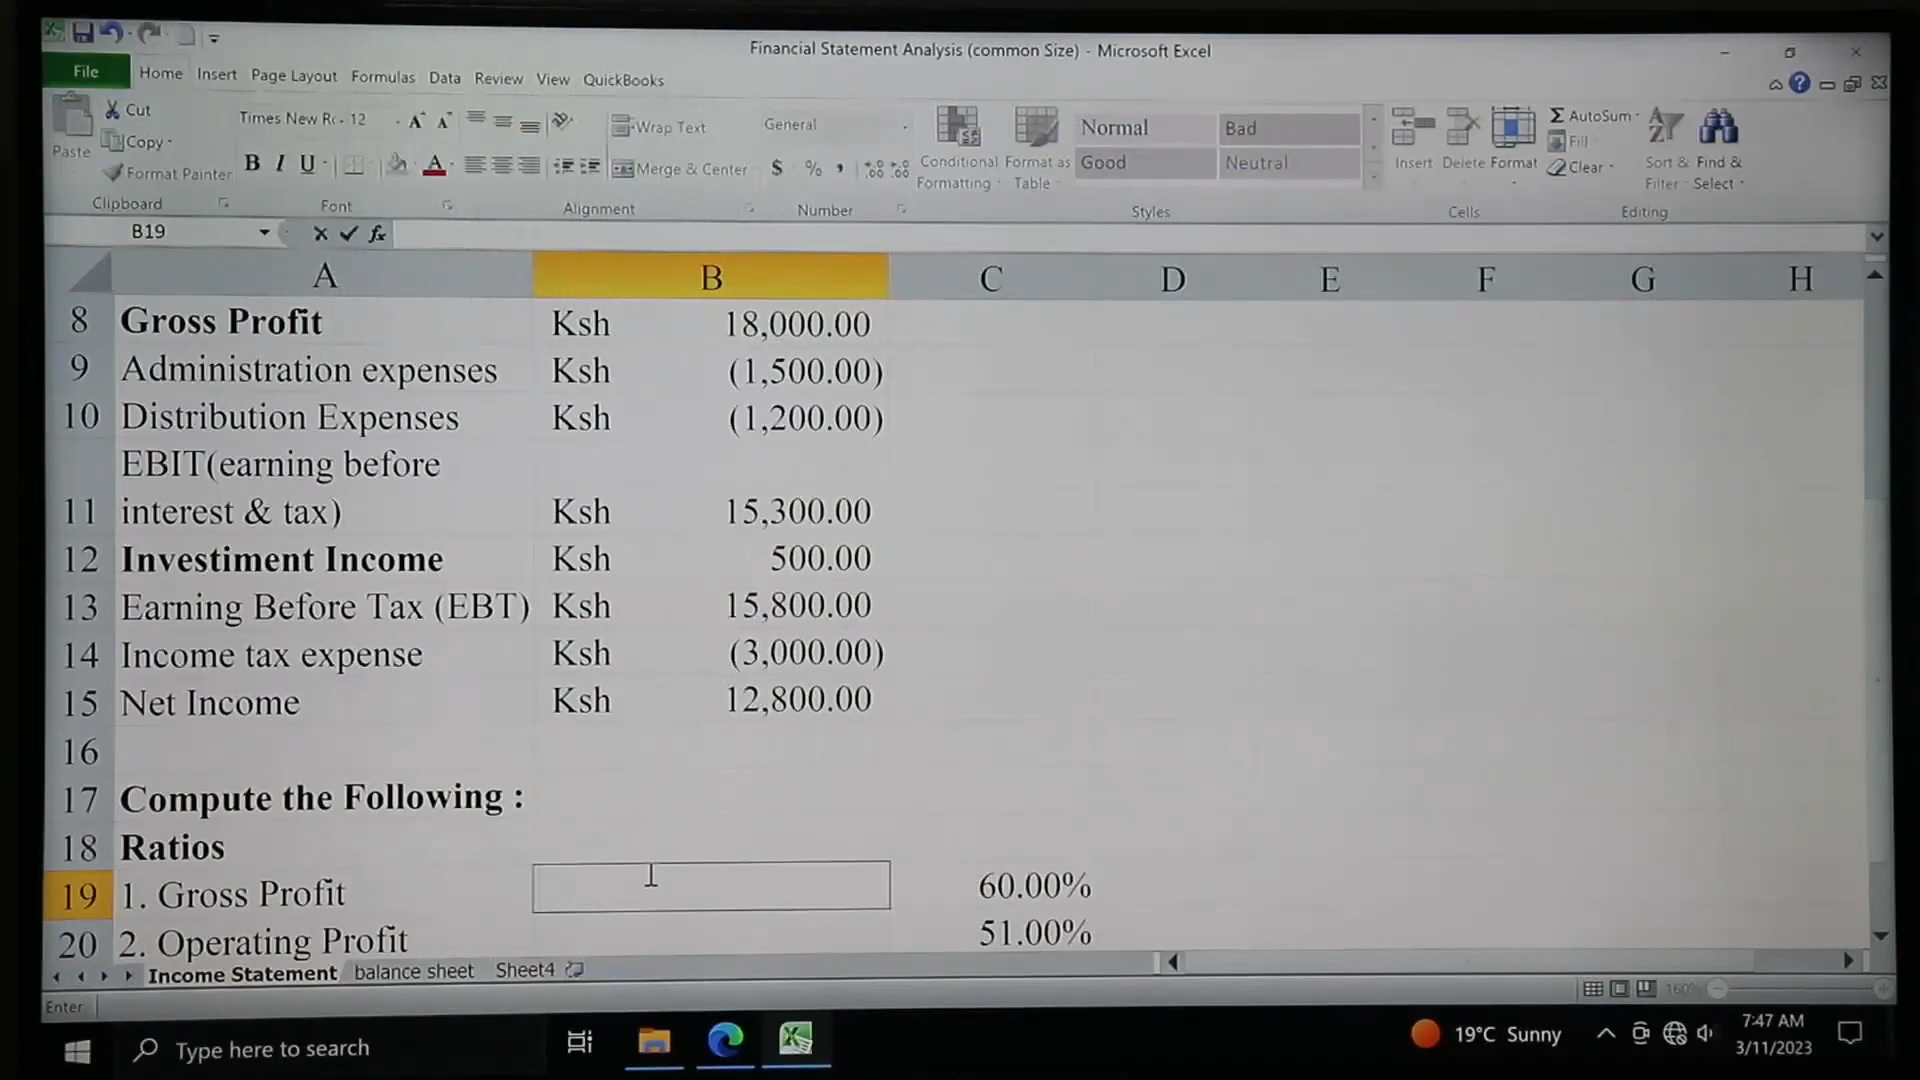 Financial Statement Analysis (common Size) - Microsoft Excel
File Home Insert Page Layout Formulas Data Review View QuickBooks
Paste Cut Copy Format Painter
Times New Ro 12
B I U A
Wrap Text
Merge & Center
General
$ % ,
Conditional Formatting
Format as Table
Normal Bad
Good Neutral
Insert Delete Format
AutoSum
Fill
Clear
Sort & Filter
Find & Select
Clipboard Font Alignment Number Styles Cells Editing
B19 fx
A B C D E F G H
8 Gross Profit Ksh 18,000.00
9 Administration expenses Ksh (1,500.00)
10 Distribution Expenses Ksh (1,200.00)
EBIT(earning before
11 interest & tax) Ksh 15,300.00
12 Investiment Income Ksh 500.00
13 Earning Before Tax (EBT) Ksh 15,800.00
14 Income tax expense Ksh (3,000.00)
15 Net Income Ksh 12,800.00
16
17 Compute the Following :
18 Ratios
19 1. Gross Profit 60.00%
20 2. Operating Profit 51.00%
Income Statement balance sheet Sheet4
Enter 160%
Type here to search
19°C Sunny
7:47 AM
3/11/2023